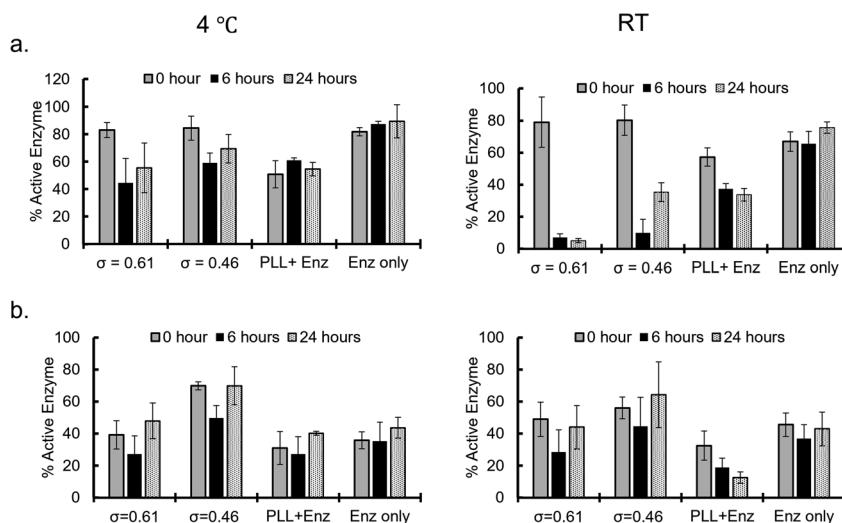 4 ℃
RT
a.
0 hour 6 hours 24 hours
% Active Enzyme
120
100
80
60
40
20
0
σ = 0.61 σ = 0.46 PLL+ Enz Enz only
0 hour 6 hours 24 hours
% Active Enzyme
100
80
60
40
20
0
σ = 0.61 σ = 0.46 PLL+ Enz Enz only
b.
0 hour 6 hours 24 hours
% Active Enzyme
100
80
60
40
20
0
σ=0.61 σ=0.46 PLL+Enz Enz only
0 hour 6 hours 24 hours
% Active Enzyme
100
80
60
40
20
0
σ=0.61 σ=0.46 PLL+Enz Enz only